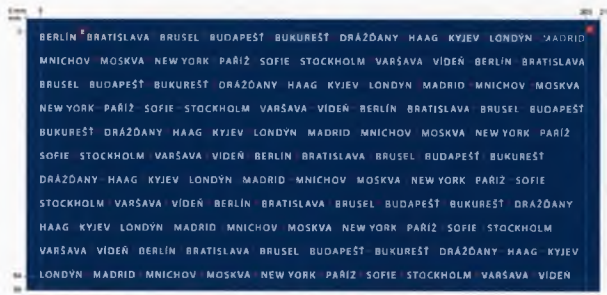 BERLÍN BRATISLAVA BRUSEL BUDAPEŠŤ BUKUREŠŤ DRÁŽĎANY HAAG KYJEV LONDÝN MADRID
MNICHOV MOSKVA NEW YORK PAŘÍŽ SOFIE STOCKHOLM VARŠAVA VÍDEŇ BERLÍN BRATISLAVA
BRUSEL BUDAPEŠŤ BUKUREŠŤ DRÁŽĎANY HAAG KYJEV LONDÝN MADRID MNICHOV MOSKVA
NEW YORK PAŘÍŽ SOFIE STOCKHOLM VARŠAVA VÍDEŇ BERLÍN BRATISLAVA BRUSEL BUDAPEŠŤ
BUKUREŠŤ DRÁŽĎANY HAAG KYJEV LONDÝN MADRID MNICHOV MOSKVA NEW YORK PAŘÍŽ
SOFIE STOCKHOLM VARŠAVA VÍDEŇ BERLÍN BRATISLAVA BRUSEL BUDAPEŠŤ BUKUREŠŤ
DRÁŽĎANY HAAG KYJEV LONDÝN MADRID MNICHOV MOSKVA NEW YORK PAŘÍŽ SOFIE
STOCKHOLM VARŠAVA VÍDEŇ BERLÍN BRATISLAVA BRUSEL BUDAPEŠŤ BUKUREŠŤ DRÁŽĎANY
HAAG KYJEV LONDÝN MADRID MNICHOV MOSKVA NEW YORK PAŘÍŽ SOFIE STOCKHOLM
VARŠAVA VÍDEŇ BERLÍN BRATISLAVA BRUSEL BUDAPEŠŤ BUKUREŠŤ DRÁŽĎANY HAAG KYJEV
LONDÝN MADRID MNICHOV MOSKVA NEW YORK PAŘÍŽ SOFIE STOCKHOLM VARŠAVA VÍDEŇ